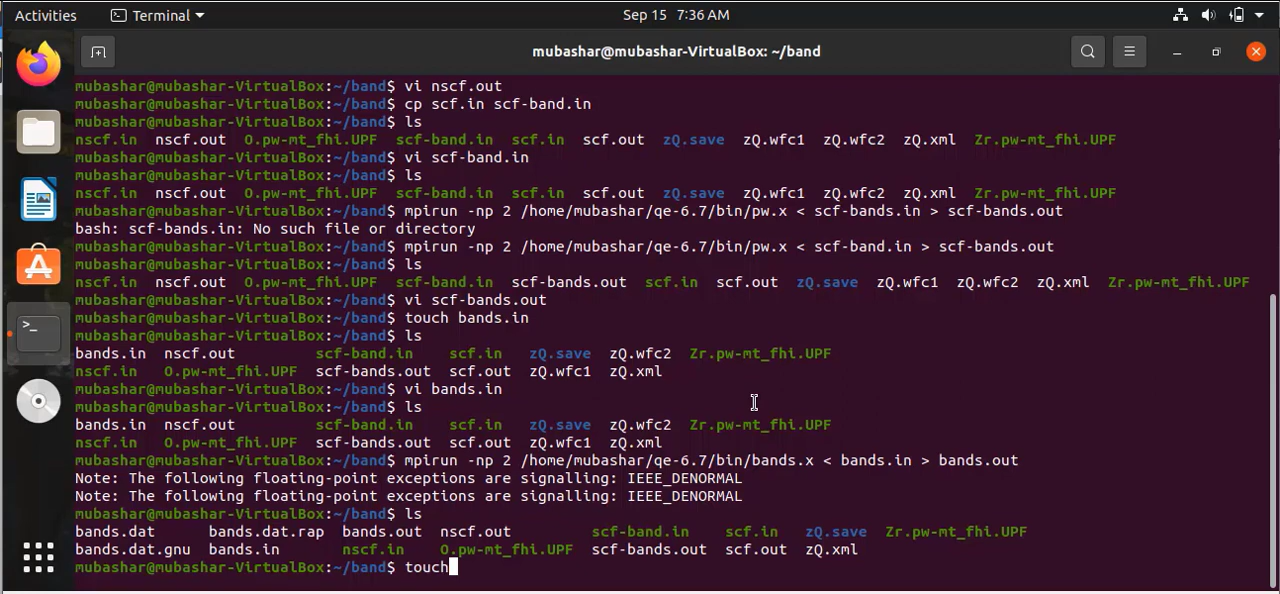 Activities Terminal Sep 15 7:36 AM
mubashar@mubashar-VirtualBox: ~/band
mubashar@mubashar-VirtualBox:~/band$ vi nscf.out
mubashar@mubashar-VirtualBox:~/band$ cp scf.in scf-band.in
mubashar@mubashar-VirtualBox:~/band$ ls
nscf.in nscf.out O.pw-mt_fhi.UPF scf-band.in scf.in scf.out zQ.save zQ.wfc1 zQ.wfc2 zQ.xml Zr.pw-mt_fhi.UPF
mubashar@mubashar-VirtualBox:~/band$ vi scf-band.in
mubashar@mubashar-VirtualBox:~/band$ ls
nscf.in nscf.out O.pw-mt_fhi.UPF scf-band.in scf.in scf.out zQ.save zQ.wfc1 zQ.wfc2 zQ.xml Zr.pw-mt_fhi.UPF
mubashar@mubashar-VirtualBox:~/band$ mpirun -np 2 /home/mubashar/qe-6.7/bin/pw.x < scf-bands.in > scf-bands.out
bash: scf-bands.in: No such file or directory
mubashar@mubashar-VirtualBox:~/band$ mpirun -np 2 /home/mubashar/qe-6.7/bin/pw.x < scf-band.in > scf-bands.out
mubashar@mubashar-VirtualBox:~/band$ ls
nscf.in nscf.out O.pw-mt_fhi.UPF scf-band.in scf-bands.out scf.in scf.out zQ.save zQ.wfc1 zQ.wfc2 zQ.xml Zr.pw-mt_fhi.UPF
mubashar@mubashar-VirtualBox:~/band$ vi scf-bands.out
mubashar@mubashar-VirtualBox:~/band$ touch bands.in
mubashar@mubashar-VirtualBox:~/band$ ls
bands.in nscf.out scf-band.in scf.in zQ.save zQ.wfc2 Zr.pw-mt_fhi.UPF
nscf.in O.pw-mt_fhi.UPF scf-bands.out scf.out zQ.wfc1 zQ.xml
mubashar@mubashar-VirtualBox:~/band$ vi bands.in
mubashar@mubashar-VirtualBox:~/band$ ls
bands.in nscf.out scf-band.in scf.in zQ.save zQ.wfc2 Zr.pw-mt_fhi.UPF
nscf.in O.pw-mt_fhi.UPF scf-bands.out scf.out zQ.wfc1 zQ.xml
mubashar@mubashar-VirtualBox:~/band$ mpirun -np 2 /home/mubashar/qe-6.7/bin/bands.x < bands.in > bands.out
Note: The following floating-point exceptions are signalling: IEEE_DENORMAL
Note: The following floating-point exceptions are signalling: IEEE_DENORMAL
mubashar@mubashar-VirtualBox:~/band$ ls
bands.dat bands.dat.rap bands.out nscf.out scf-band.in scf.in zQ.save Zr.pw-mt_fhi.UPF
bands.dat.gnu bands.in nscf.in O.pw-mt_fhi.UPF scf-bands.out scf.out zQ.xml
mubashar@mubashar-VirtualBox:~/band$ touch